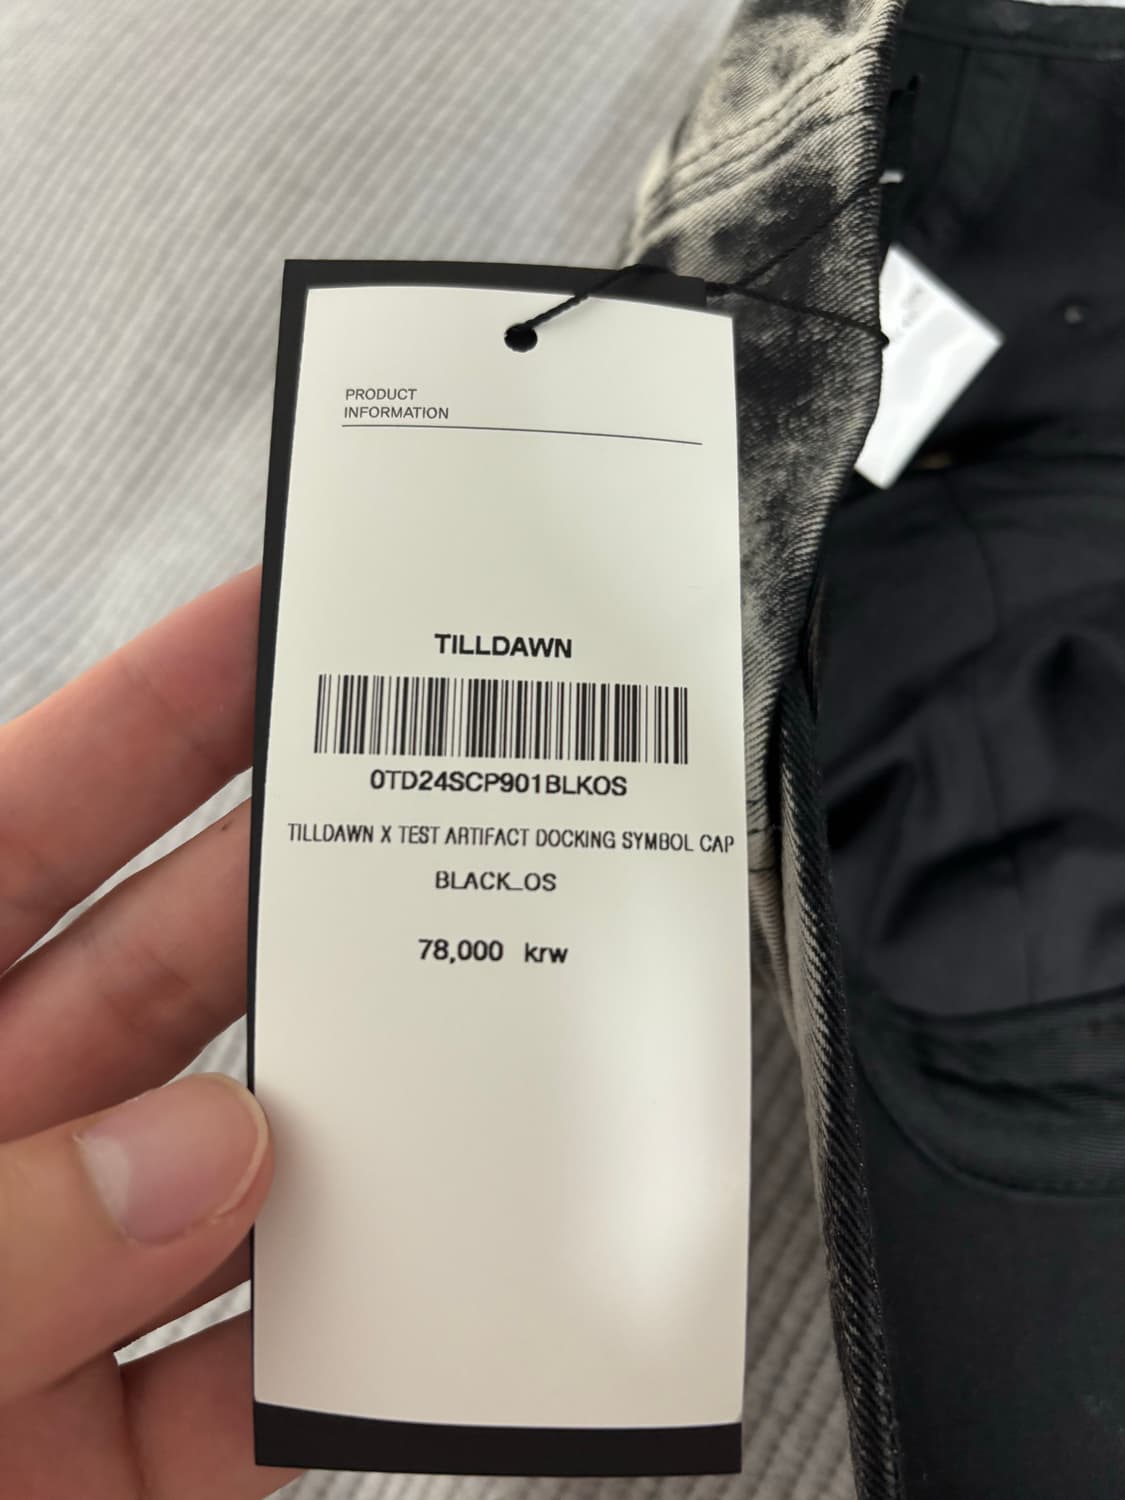 PRODUCT
INFORMATION
TILLDAWN
0TD24SCP901BLKOS
TILLDAWN X TEST ARTIFACT DOCKING SYMBOL CAP
BLACK_OS
78,000 krw